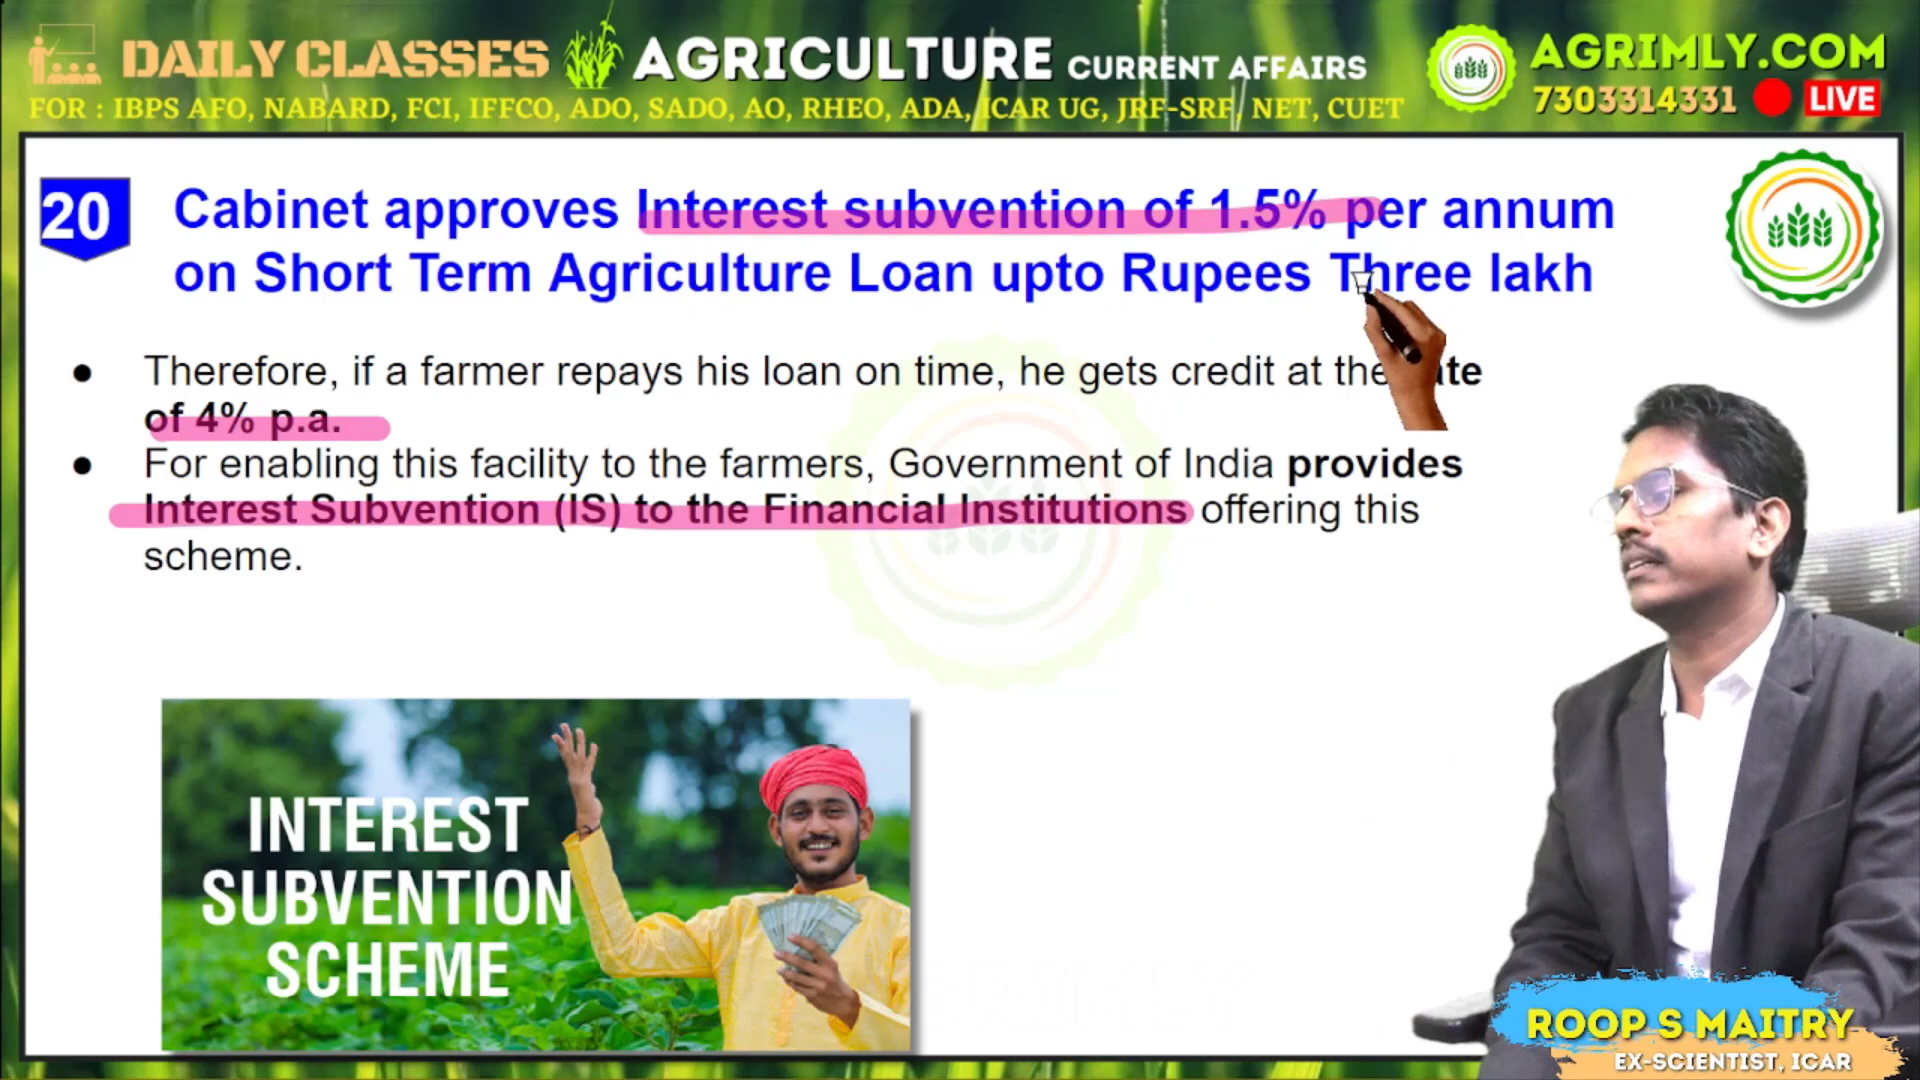 DAILY CLASSES AGRICULTURE CURRENT AFFAIRS
FOR : IBPS AFO, NABARD, FCI, IFFCO, ADO, SADO, AO, RHEO, ADA, ICAR UG, JRF-SRF, NET, CUET
AGRIMLY.COM
7303314331 LIVE
20
Cabinet approves Interest subvention of 1.5% per annum
on Short Term Agriculture Loan upto Rupees Three lakh
● Therefore, if a farmer repays his loan on time, he gets credit at the
of 4% p.a.
● For enabling this facility to the farmers, Government of India provides
Interest Subvention (IS) to the Financial Institutions offering this
scheme.
INTEREST
SUBVENTION
SCHEME
ROOP S MAITRY
EX-SCIENTIST, ICAR